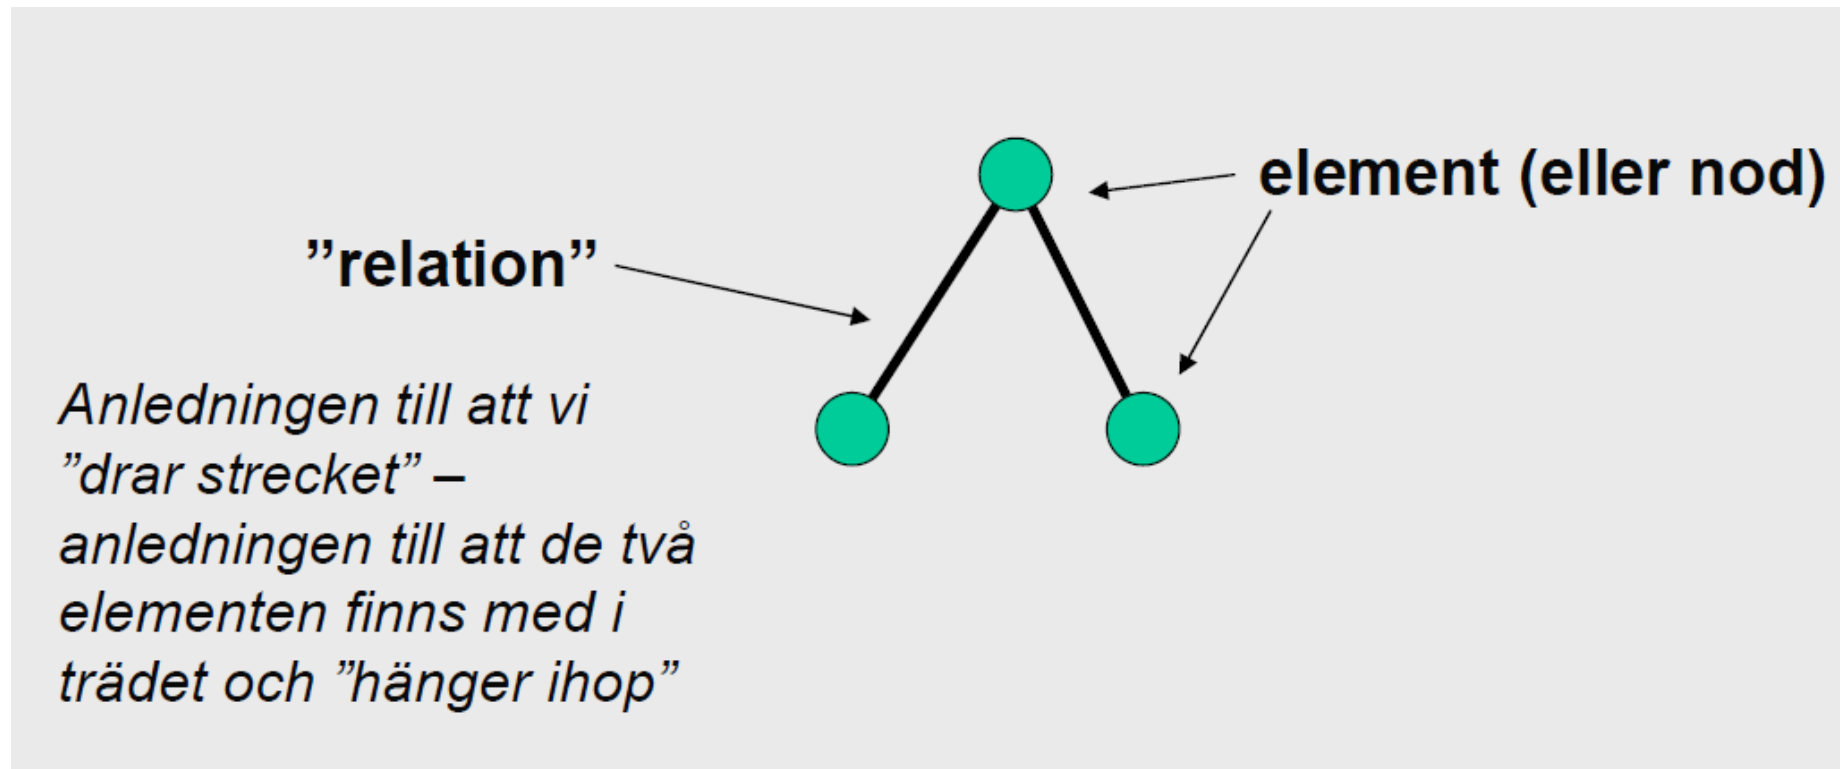 element (eller nod)
”relation”
Anledningen till att vi
”drar strecket” –
anledningen till att de två
elementen finns med i
trädet och ”hänger ihop”